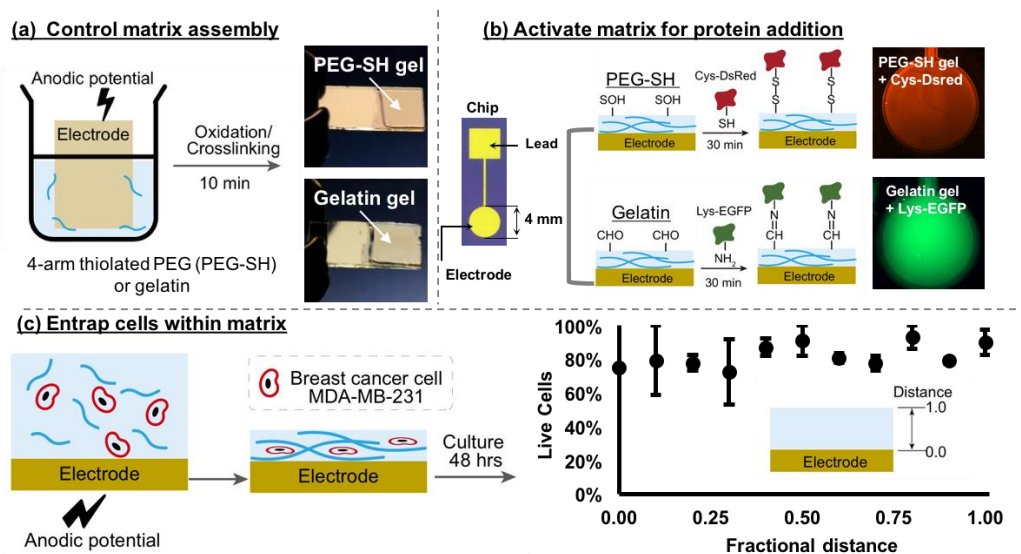 (a) Control matrix assembly
Anodic potential
Electrode
Oxidation/
Crosslinking
10 min
4-arm thiolated PEG (PEG-SH)
or gelatin
PEG-SH gel
Gelatin gel
(b) Activate matrix for protein addition
Chip
Lead
4 mm
Electrode
PEG-SH
SOH
SOH
Electrode
Cys-DsRed
SH
30 min
S
S
S
S
Electrode
PEG-SH gel
+ Cys-Dsred
Gelatin
CHO
CHO
Electrode
Lys-EGFP
NH2
30 min
N
N
CH
CH
Electrode
Gelatin gel
+ Lys-EGFP
(c) Entrap cells within matrix
Electrode
Anodic potential
Breast cancer cell
MDA-MB-231
Electrode
Culture
48 hrs
Live Cells
100%
80%
60%
40%
20%
0%
0.00
0.25
0.50
0.75
1.00
Fractional distance
Distance
1.0
0.0
Electrode